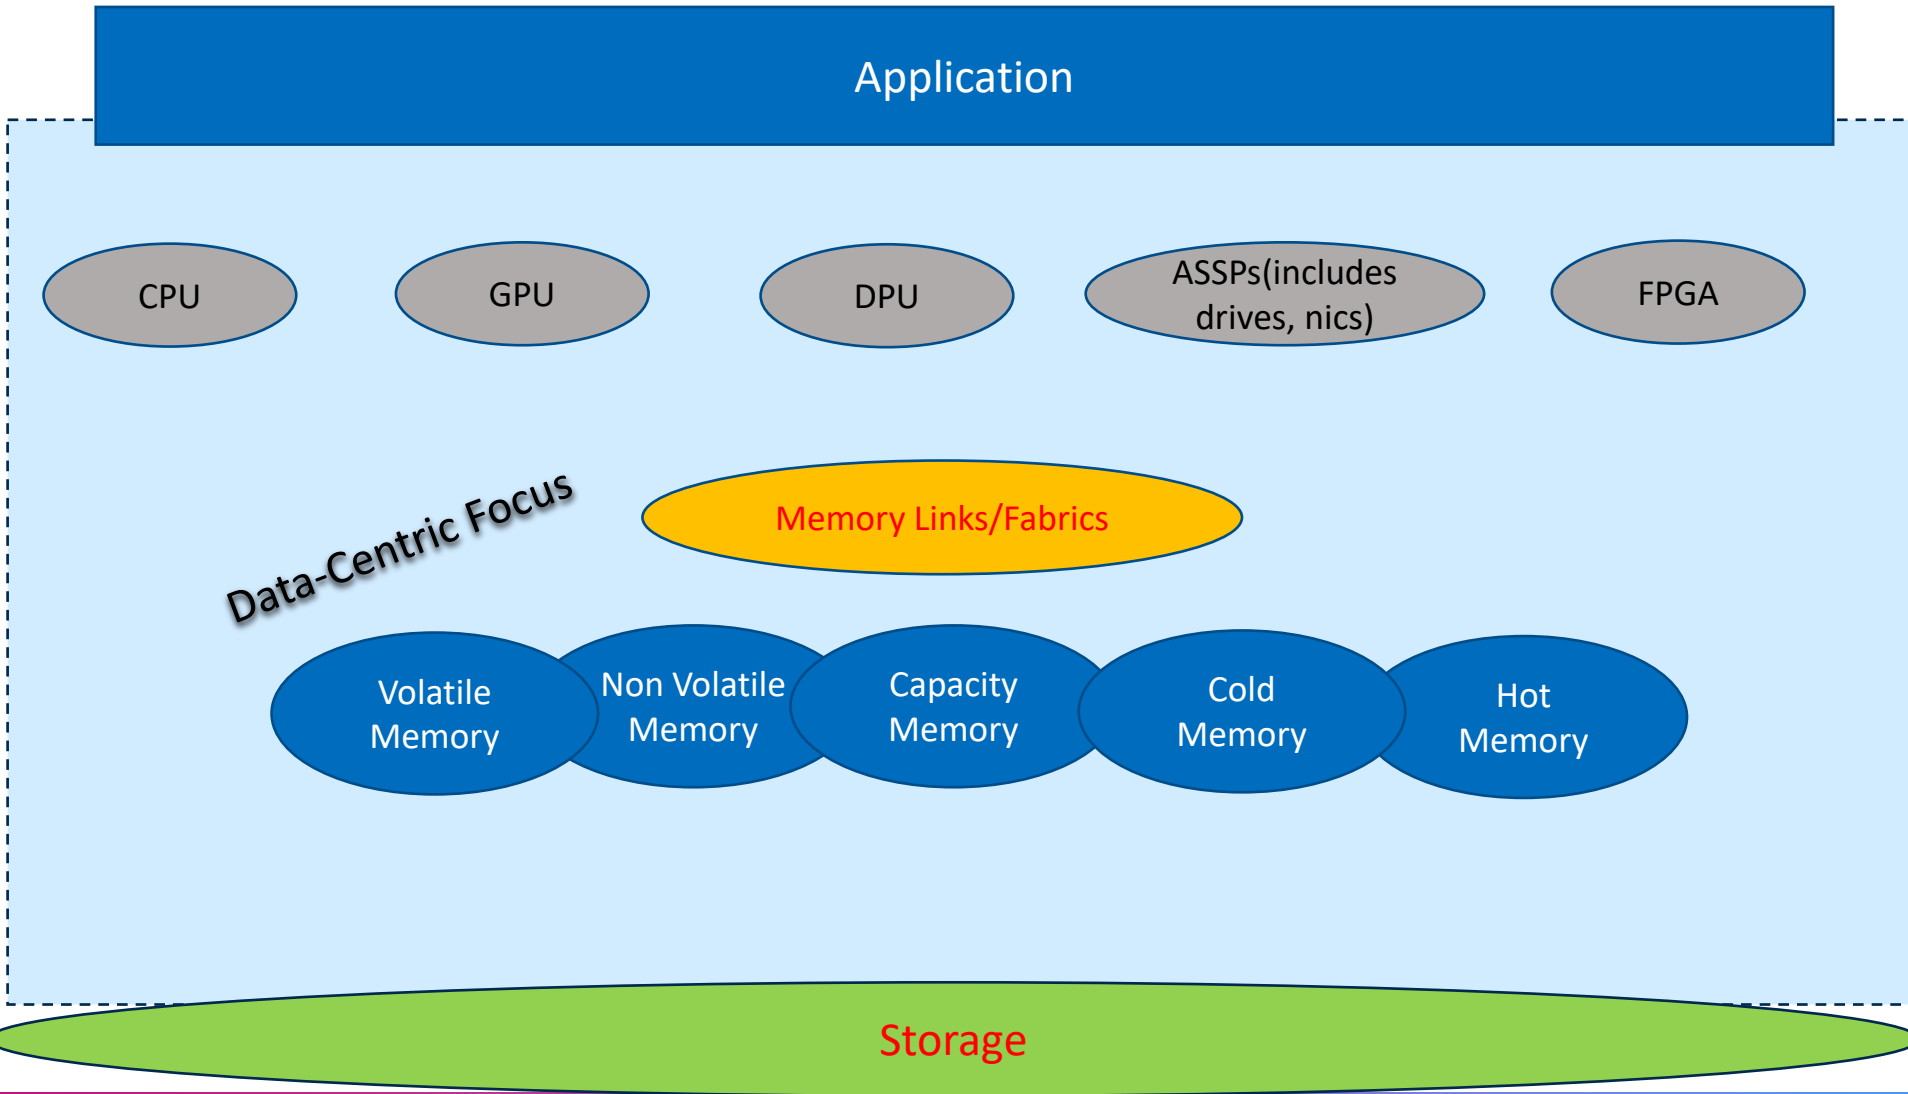 Application
CPU
GPU
DPU
ASSPs(includes
drives, nics)
FPGA
Data-Centric Focus
Memory Links/Fabrics
Volatile
Memory
Non Volatile
Memory
Capacity
Memory
Cold
Memory
Hot
Memory
Storage